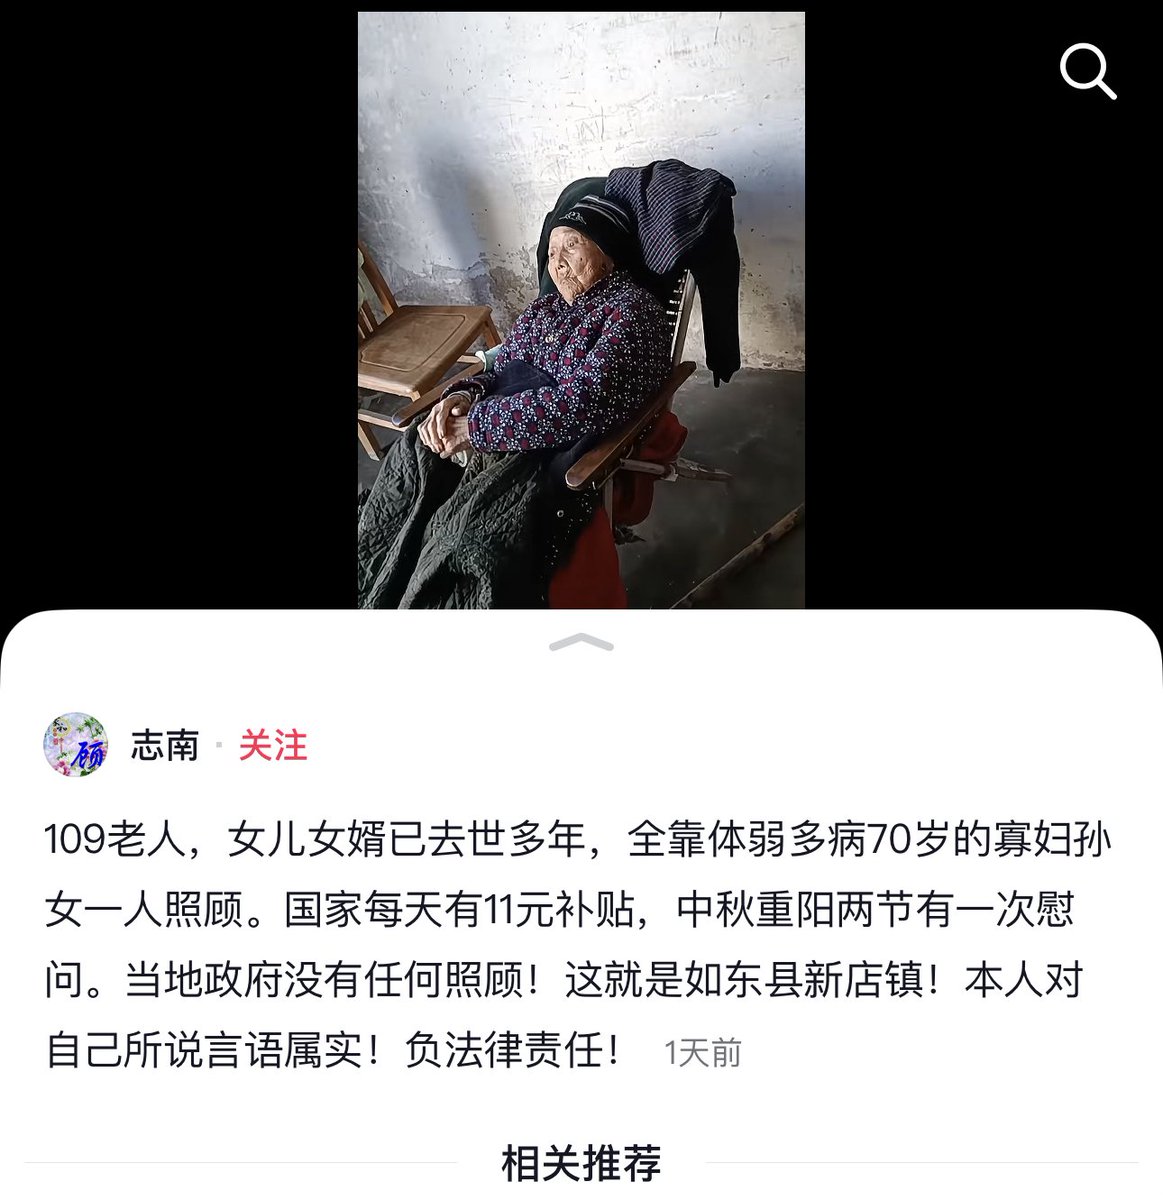 顾
志南 · 关注
109老人，女儿女婿已去世多年，全靠体弱多病70岁的寡妇孙
女一人照顾。国家每天有11元补贴，中秋重阳两节有一次慰
问。当地政府没有任何照顾！这就是如东县新店镇！本人对
自己所说言语属实！负法律责任！ 1天前
相关推荐